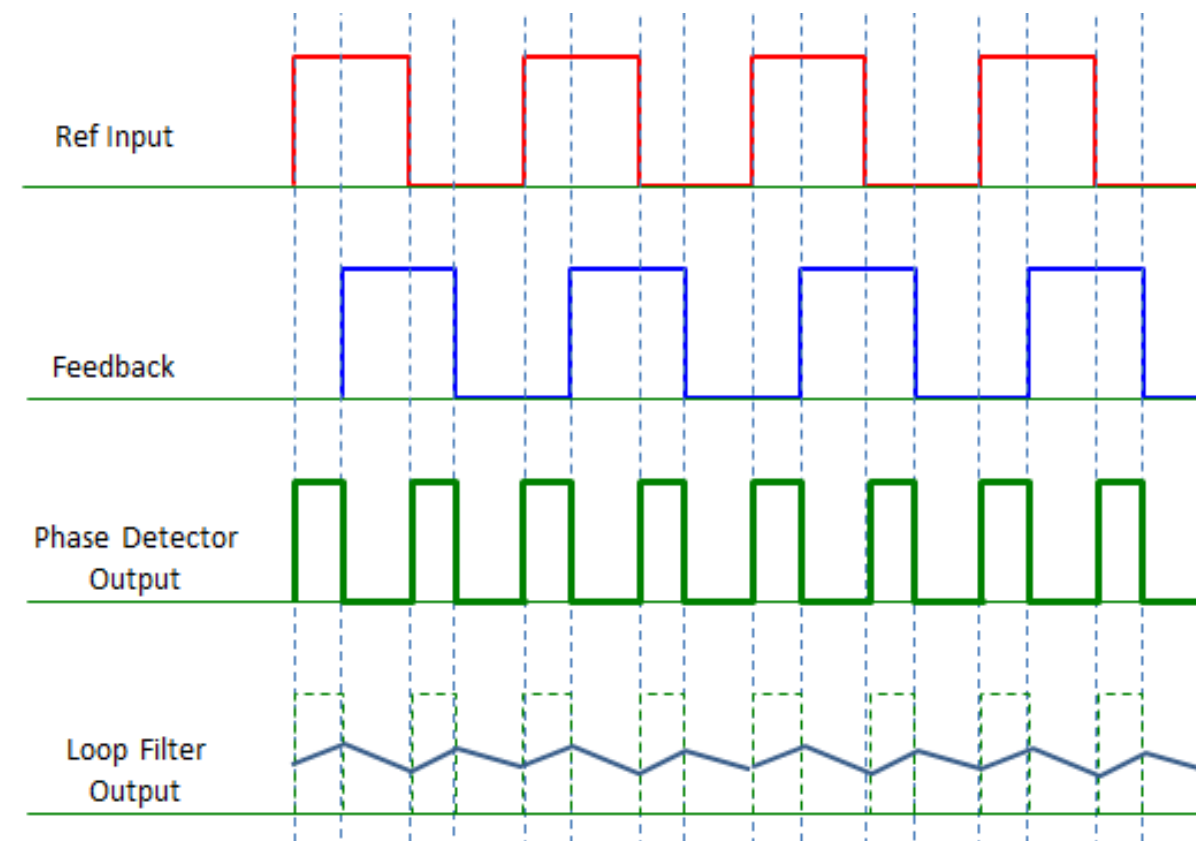 Ref Input
Feedback
Phase Detector
Output
Loop Filter
Output